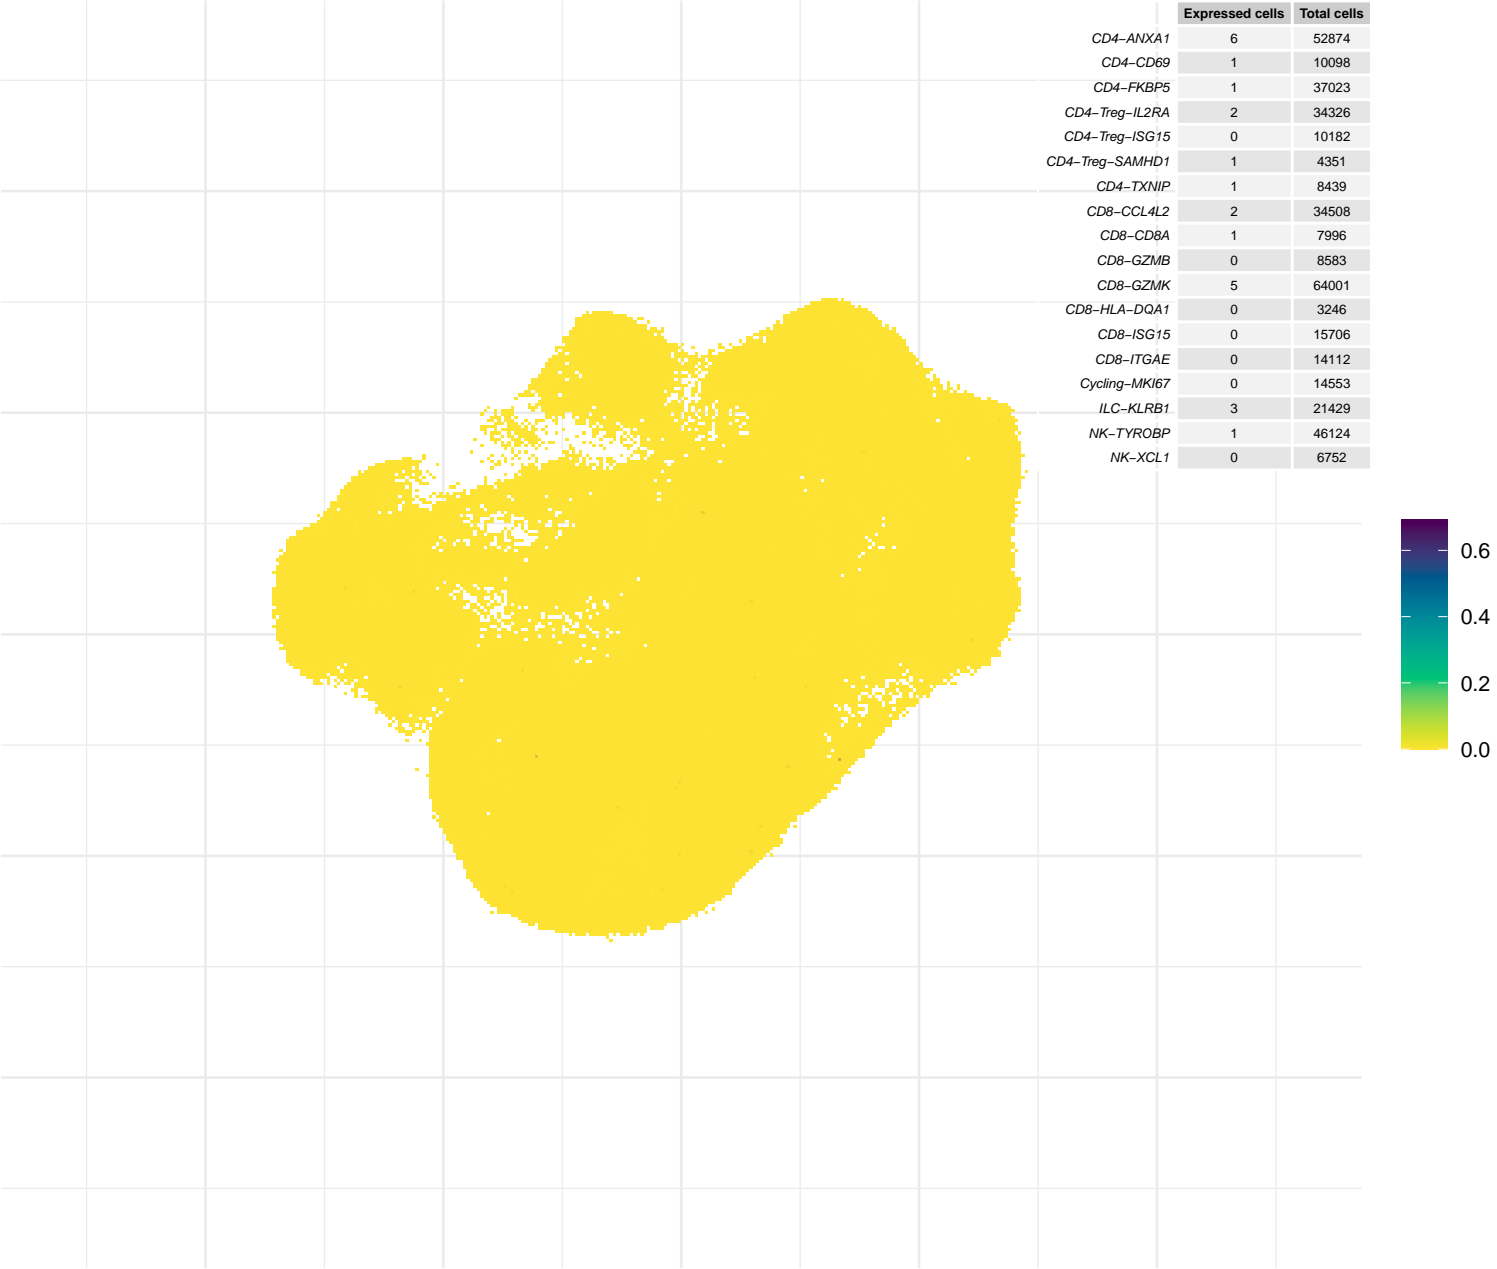 Expressed cells Total cells
CD4−ANXA1 6 52874
CD4−CD69 1 10098
CD4−FKBP5 1 37023
CD4−Treg−IL2RA 2 34326
CD4−Treg−ISG15 0 10182
CD4−Treg−SAMHD1 1 4351
CD4−TXNIP 1 8439
CD8−CCL4L2 2 34508
CD8−CD8A 1 7996
CD8−GZMB 0 8583
CD8−GZMK 5 64001
CD8−HLA−DQA1 0 3246
CD8−ISG15 0 15706
CD8−ITGAE 0 14112
Cycling−MKI67 0 14553
ILC−KLRB1 3 21429
NK−TYROBP 1 46124
NK−XCL1 0 6752
0.6
0.4
0.2
0.0